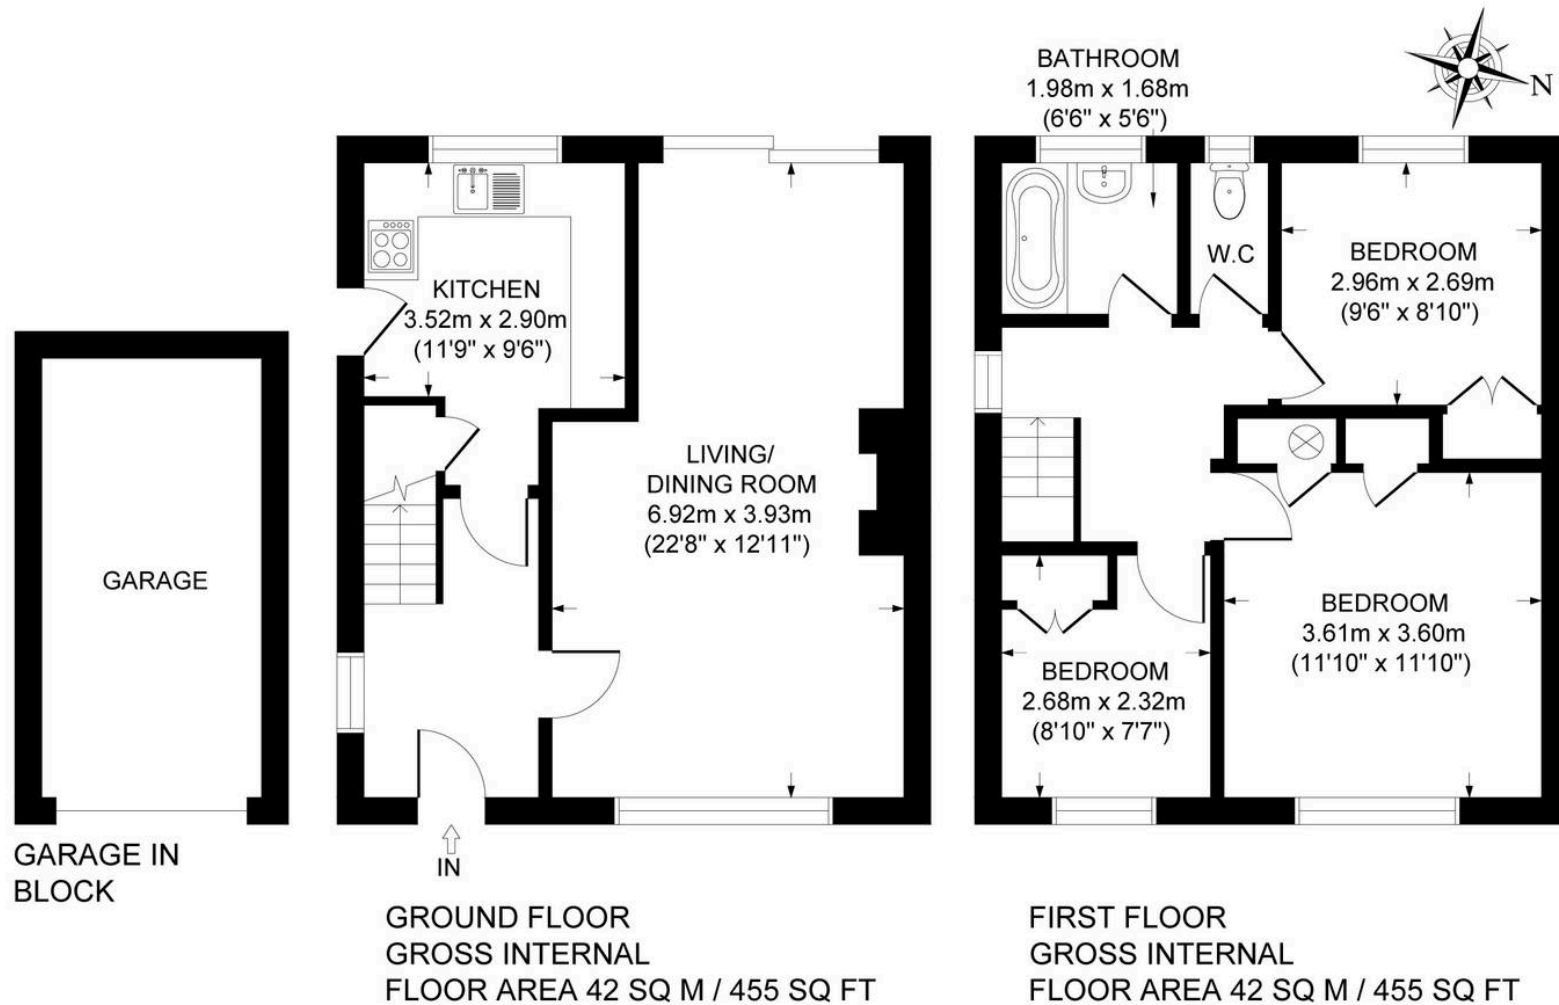 BATHROOM
1.98m x 1.68m
(6'6" x 5'6")
N
W.C
BEDROOM
2.96m x 2.69m
(9'6" x 8'10")
KITCHEN
3.52m x 2.90m
(11'9" x 9'6")
LIVING/
DINING ROOM
6.92m x 3.93m
(22'8" x 12'11")
GARAGE
BEDROOM
3.61m x 3.60m
(11'10" x 11'10")
BEDROOM
2.68m x 2.32m
(8'10" x 7'7")
GARAGE IN
BLOCK
IN
GROUND FLOOR
GROSS INTERNAL
FLOOR AREA 42 SQ M / 455 SQ FT
FIRST FLOOR
GROSS INTERNAL
FLOOR AREA 42 SQ M / 455 SQ FT